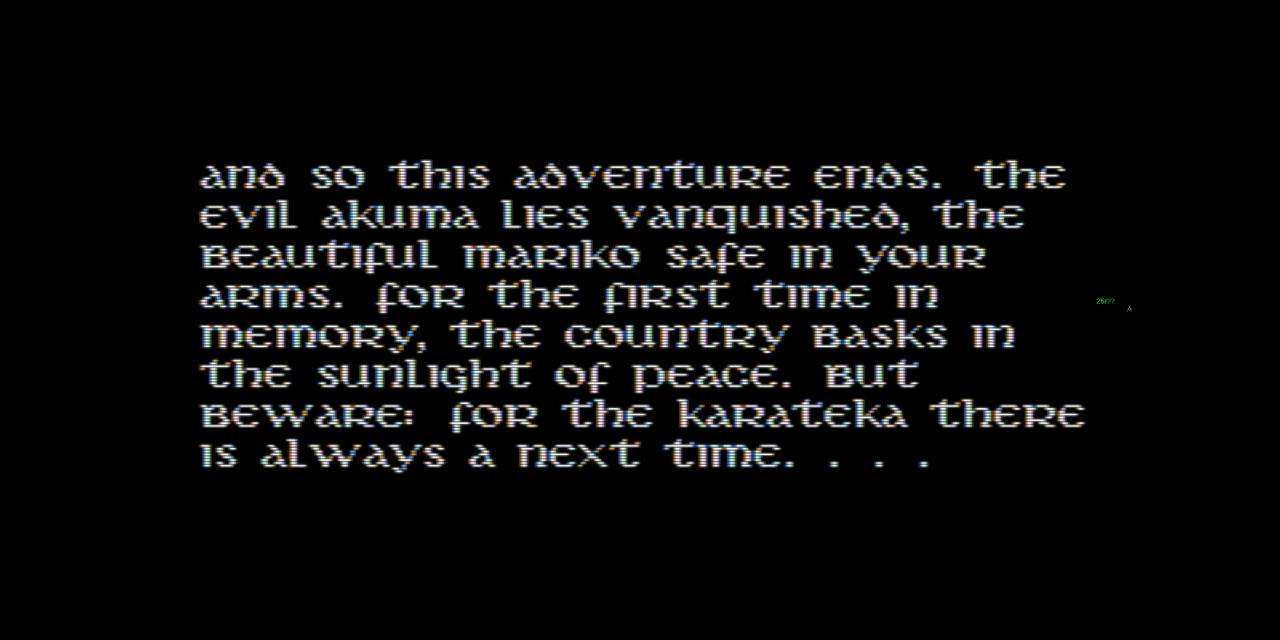 and so this adventure ends.  the
evil akuma lies vanquished, the
beautiful mariko safe in your
arms.  for the first time in
memory, the country basks in
the sunlight of peace.  but
beware:  for the karateka there
is always a next time. . . .
25/??
A